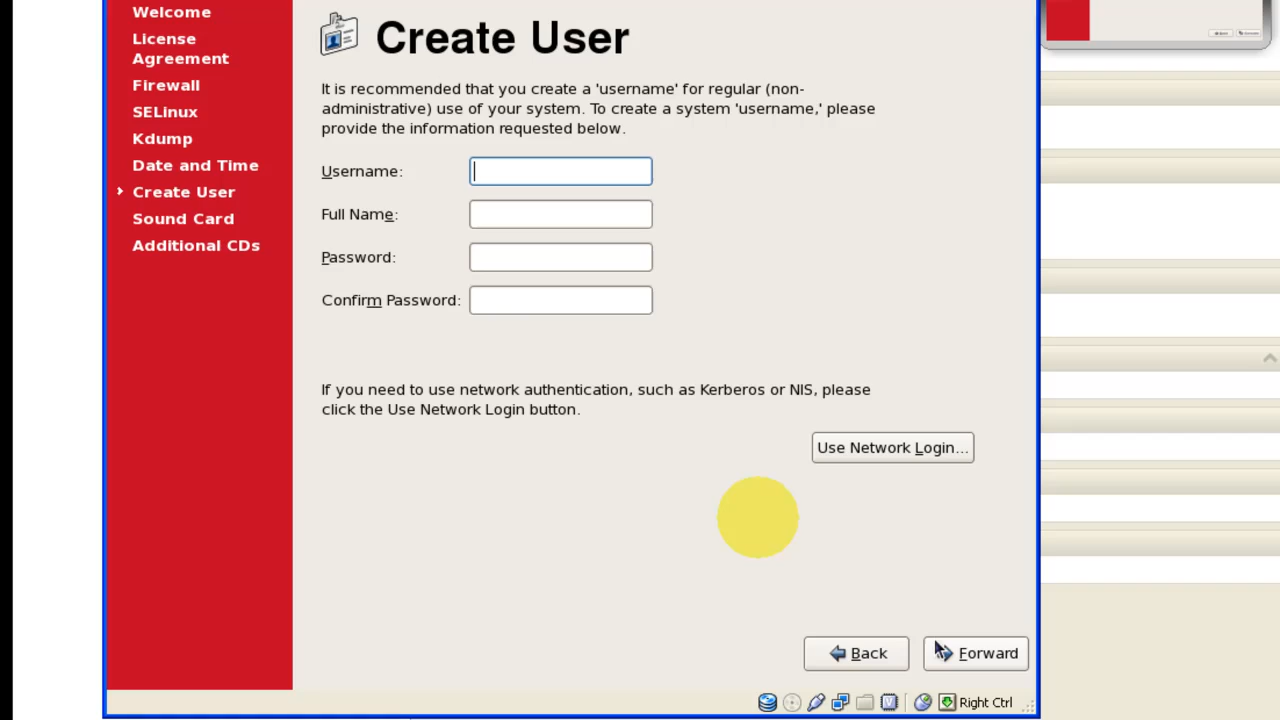 Welcome
License
Agreement
Firewall
SELinux
Kdump
Date and Time
Create User
Sound Card
Additional CDs
Create User
It is recommended that you create a 'username' for regular (non-
administrative) use of your system. To create a system 'username,' please
provide the information requested below.
Username:
Full Name:
Password:
Confirm Password:
If you need to use network authentication, such as Kerberos or NIS, please
click the Use Network Login button.
Use Network Login...
Back
Forward
Right Ctrl